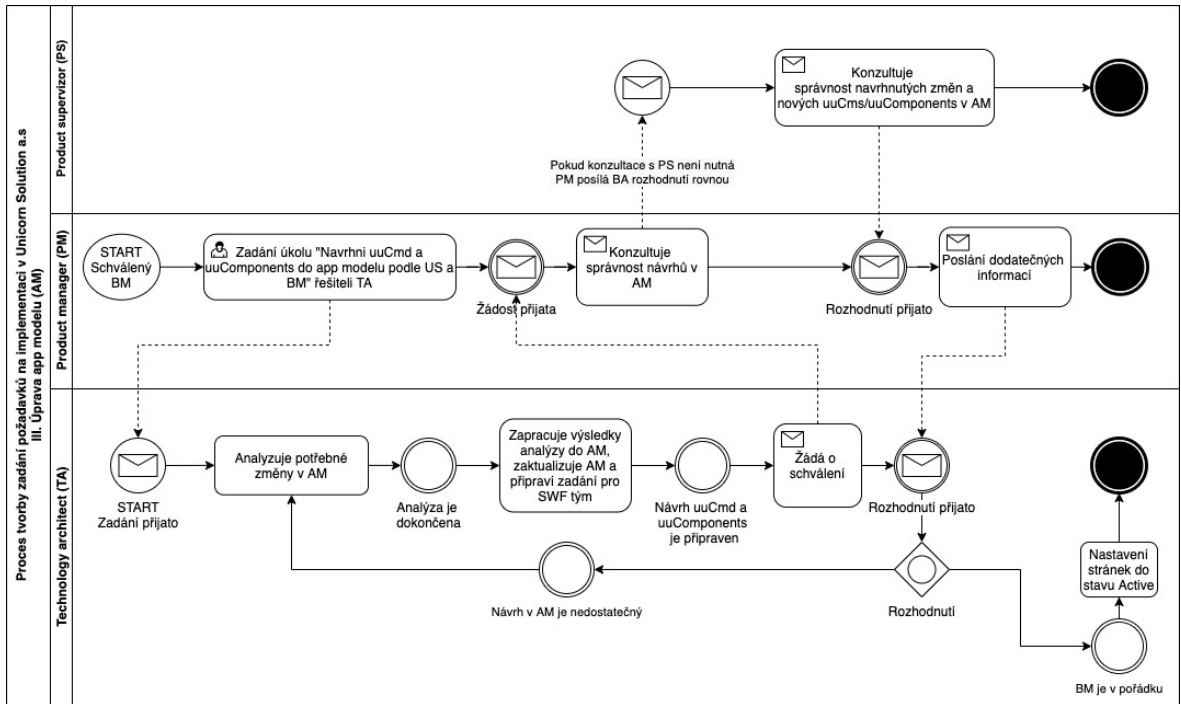 Proces tvorby zadání požadavků na implementaci v Unicorn Solution a.s
III. Úprava app modelu (AM)
Product supervizor (PS)
Konzultuje
správnost navrhnutých změn a
nových uuCms/uuComponents v AM
Pokud konzultace s PS není nutná
PM posílá BA rozhodnutí rovnou
Product manager (PM)
START
Schválený
BM
Zadání úkolu "Navrhni uuCmd a
uuComponents do app modelu podle US a
BM" řešiteli TA
Žádost přijata
Konzultuje
správnost návrhů v
AM
Rozhodnutí přijato
Poslání dodatečných
informací
Technology architect (TA)
START
Zadání přijato
Analyzuje potřebné
změny v AM
Analýza je
dokončena
Zapracuje výsledky
analýzy do AM,
zaktualizuje AM a
připraví zadání pro
SWF tým
Návrh uuCmd a
uuComponents
je připraven
Žádá o
schválení
Rozhodnutí přijato
Návrh v AM je nedostatečný
Rozhodnutí
Nastavení
stránek do
stavu Active
BM je v pořádku